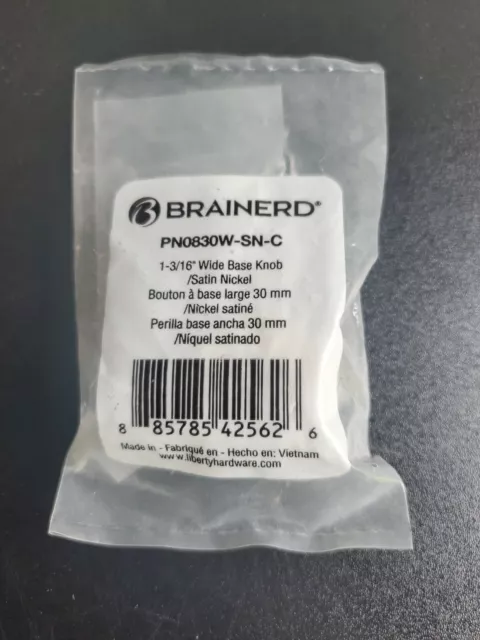 BRAINERD®
PN0830W-SN-C
1-3/16" Wide Base Knob
/Satin Nickel
Bouton à base large 30 mm
/Nickel satiné
Perilla base ancha 30 mm
/Níquel satinado
8 85785 42562 6
Made in - Fabriqué en - Hecho en: Vietnam
www.libertyhardware.com